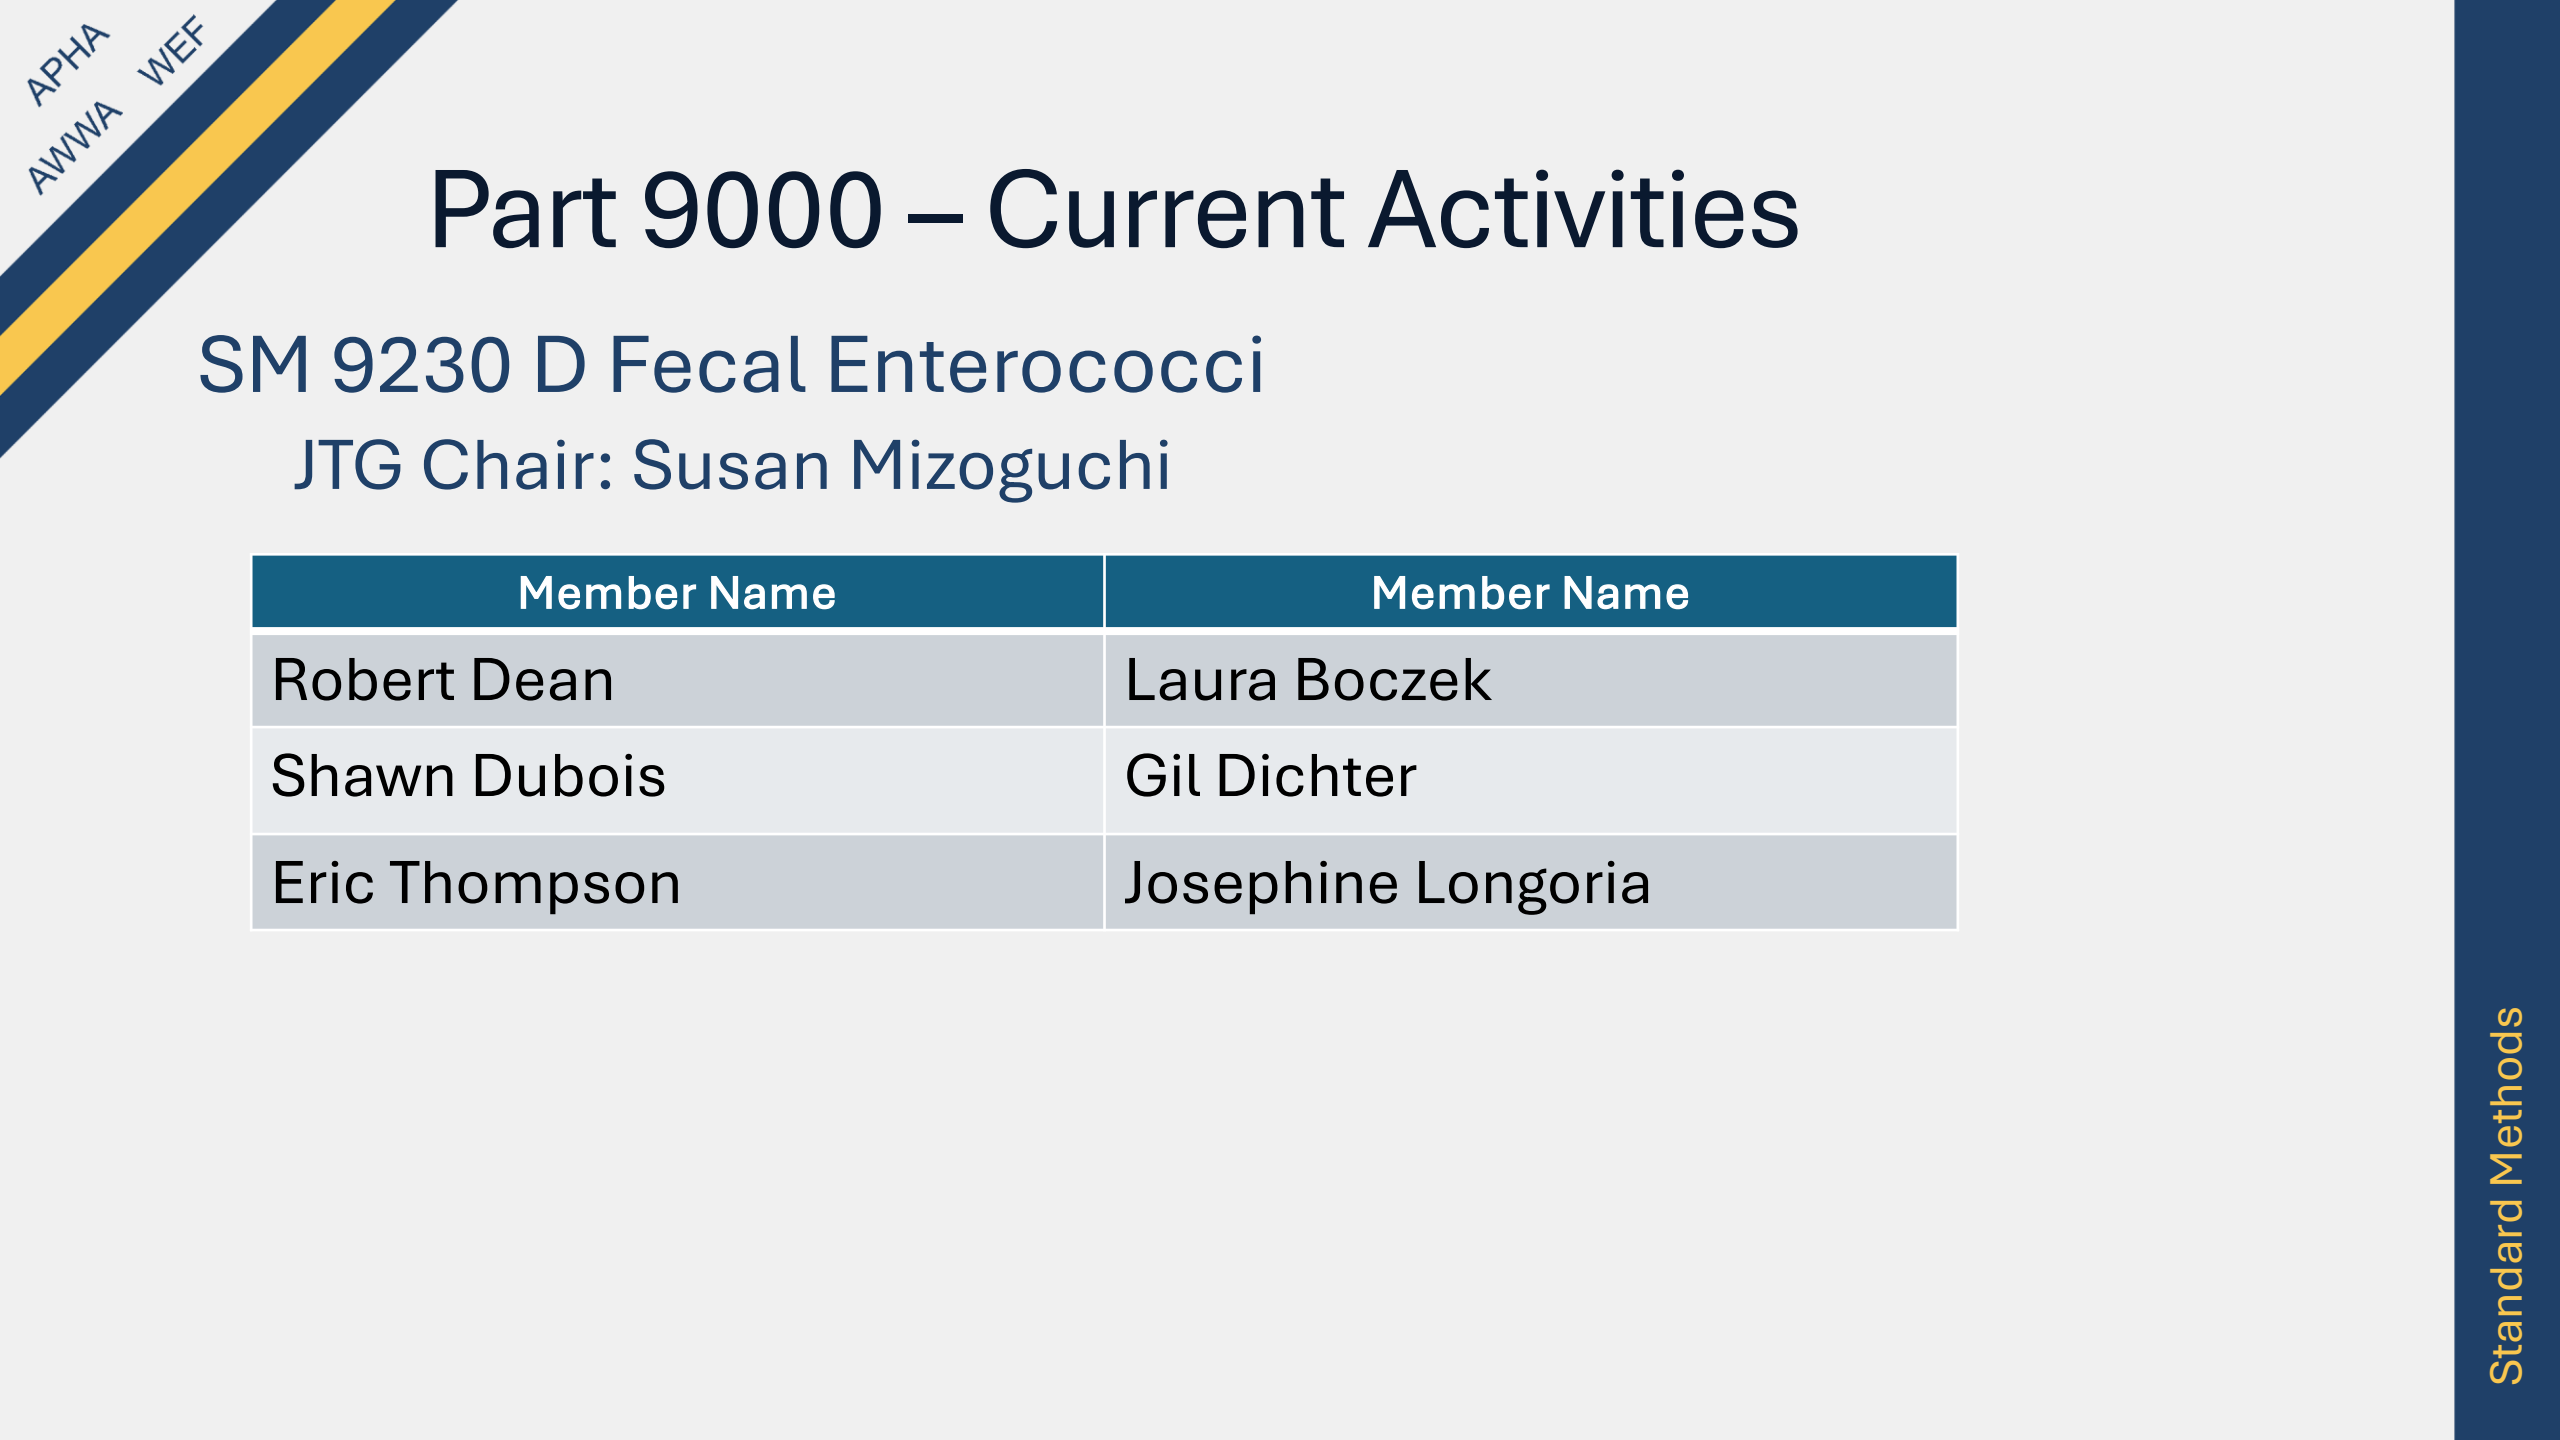 APHA
WEF
AWWA
Part 9000 – Current Activities
SM 9230 D Fecal Enterococci
JTG Chair: Susan Mizoguchi
Member Name Member Name
Robert Dean Laura Boczek
Shawn Dubois Gil Dichter
Eric Thompson Josephine Longoria
Standard Methods